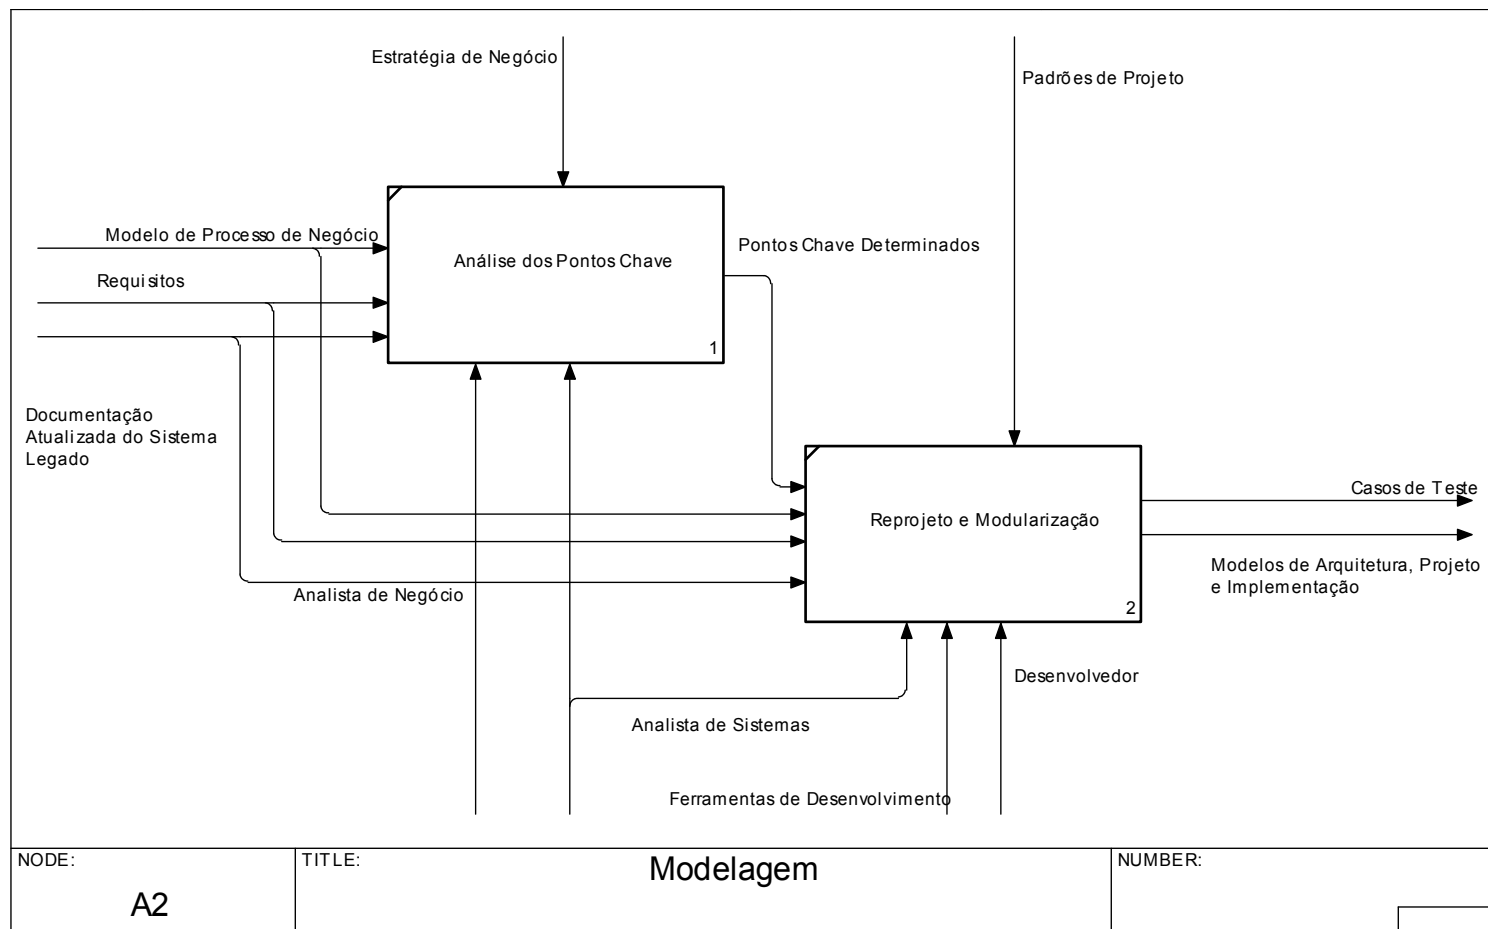 Estratégia de Negócio
Padrões de Projeto
Modelo de Processo de Negócio
Análise dos Pontos Chave
Pontos Chave Determinados
Requisitos
1
Documentação
Atualizada do Sistema
Legado
Casos de Teste
Reprojeto e Modularização
Modelos de Arquitetura, Projeto
e Implementação
Analista de Negócio
2
Desenvolvedor
Analista de Sistemas
Ferramentas de Desenvolvimento
NODE:
TITLE:
Modelagem
NUMBER:
A2